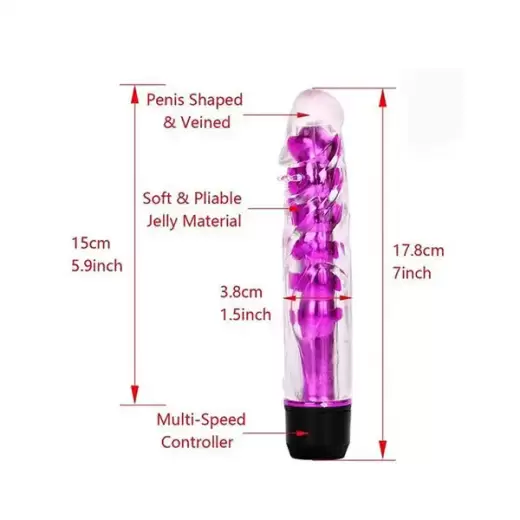 Penis Shaped
& Veined
Soft & Pliable
Jelly Material
15cm
5.9inch
17.8cm
7inch
3.8cm
1.5inch
Multi-Speed
Controller